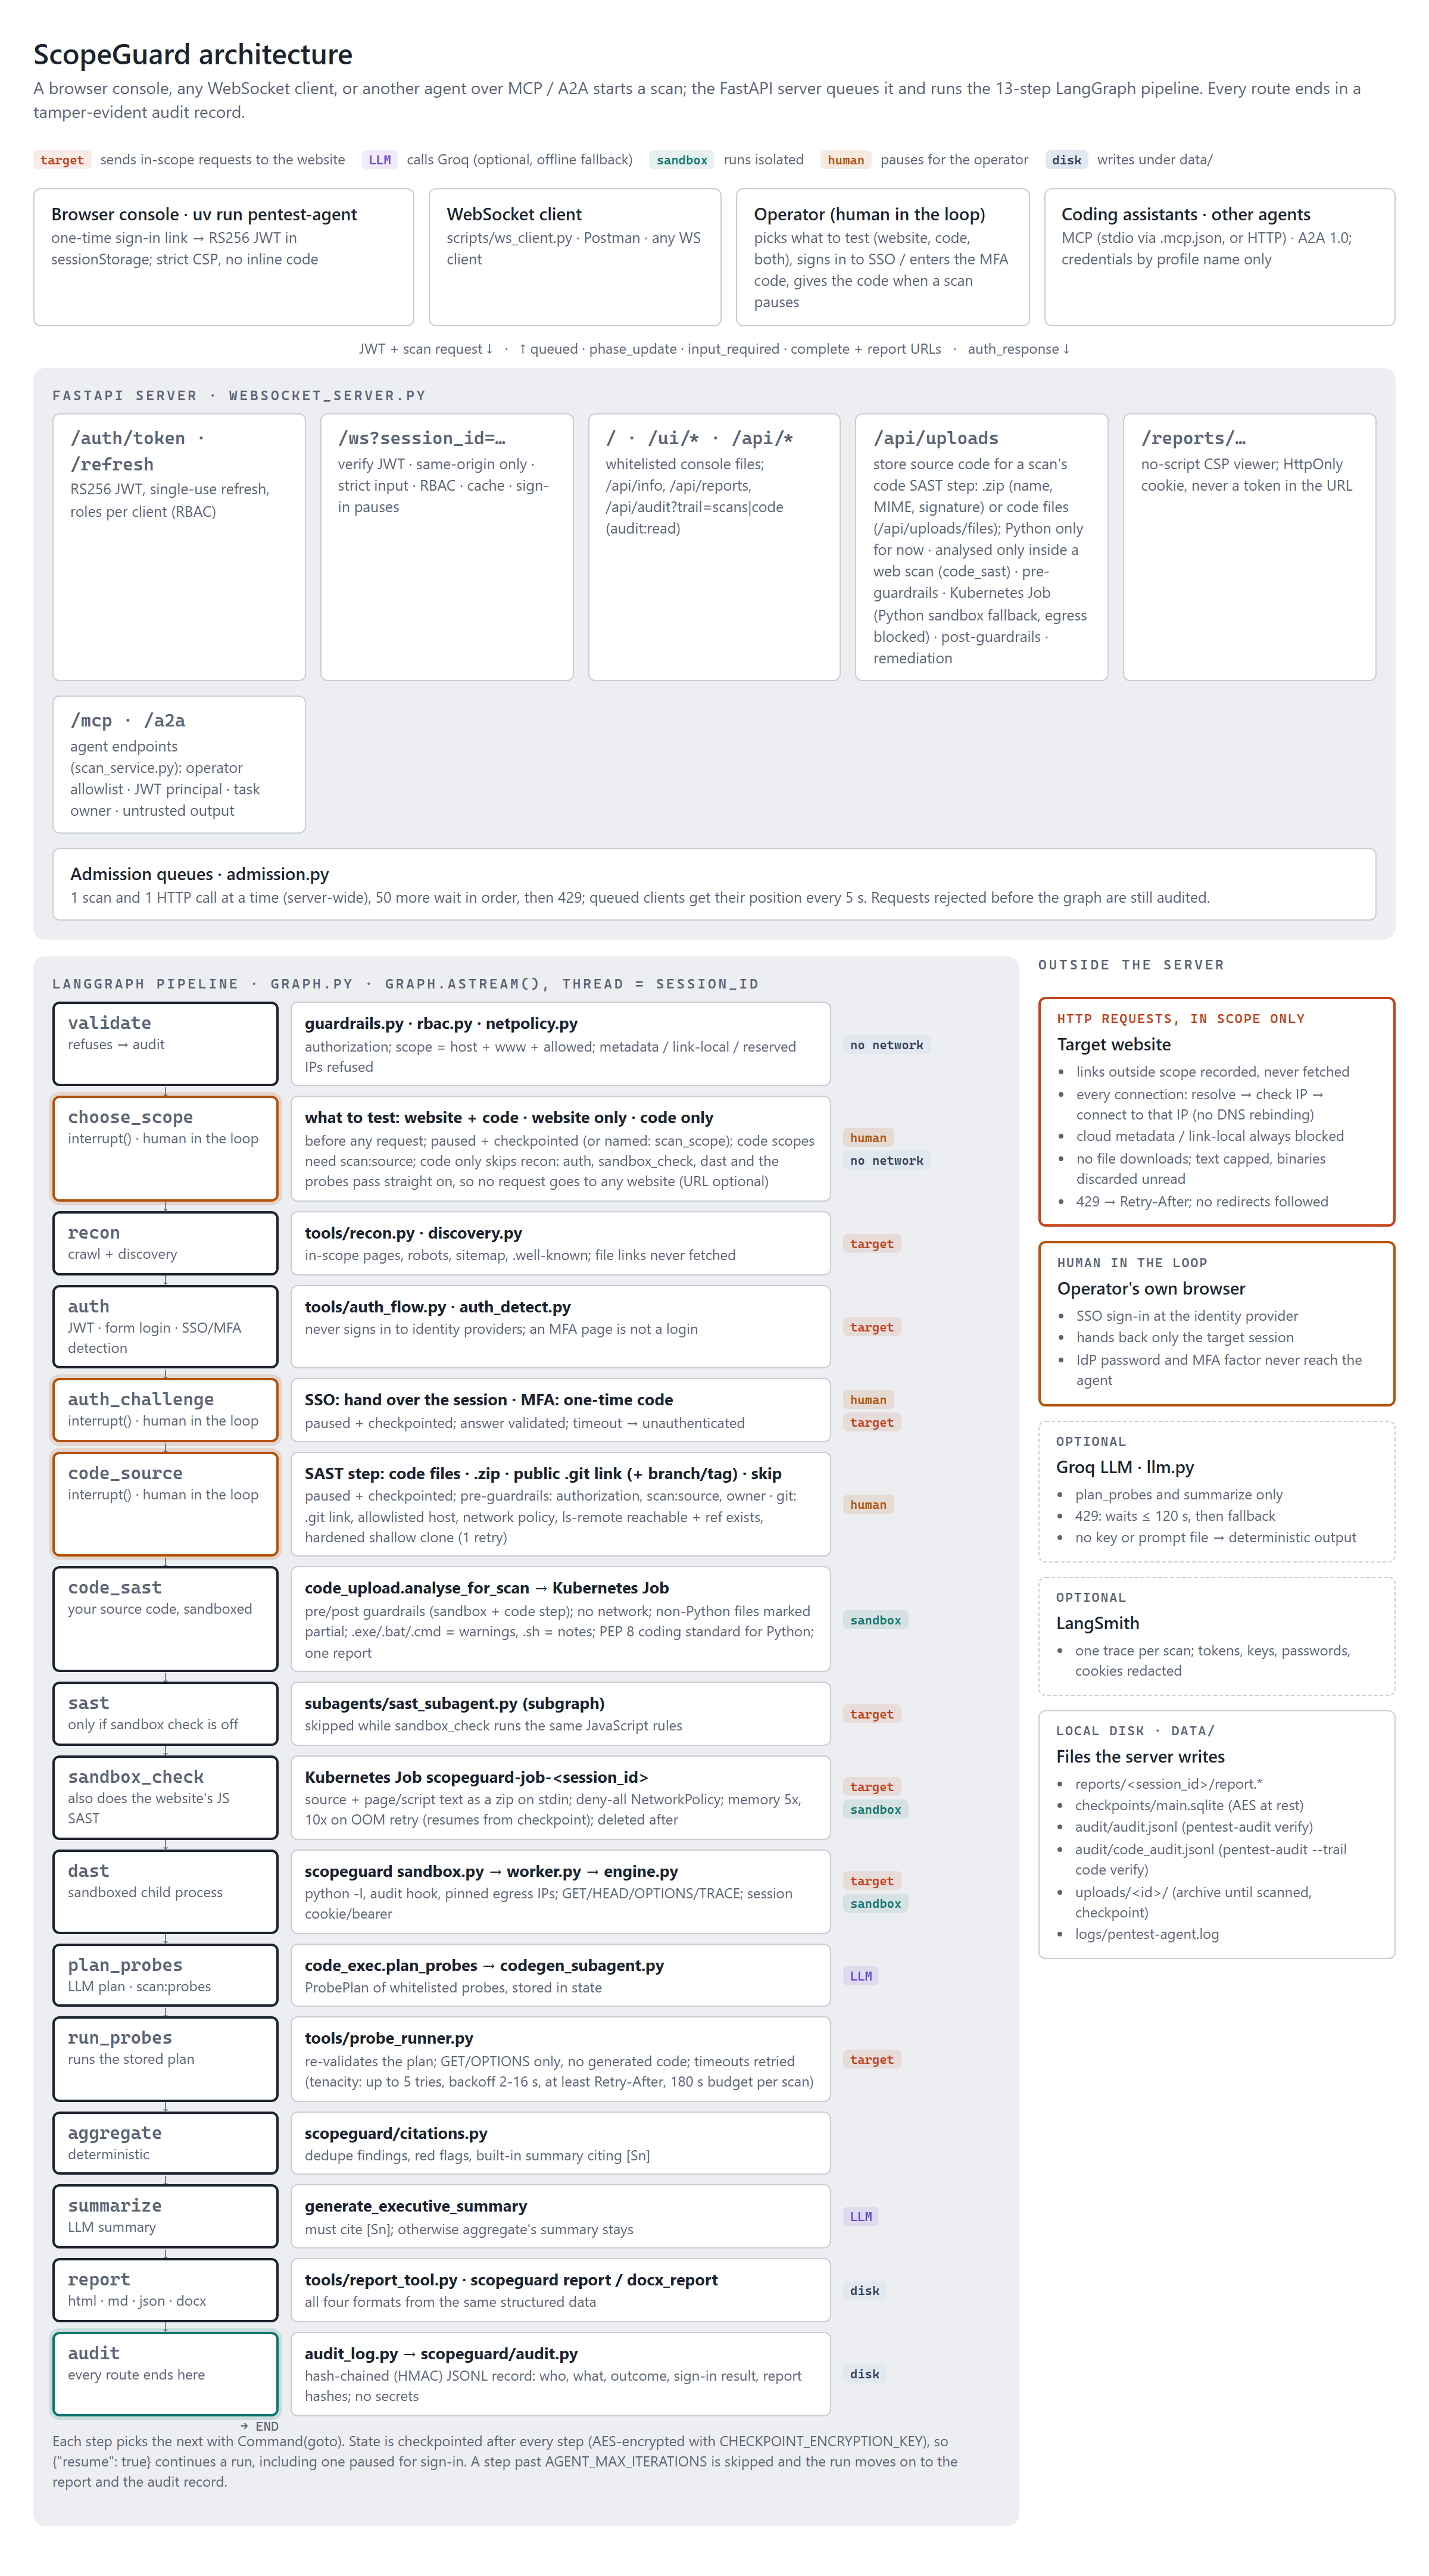 ScopeGuard architecture
A browser console, any WebSocket client, or another agent over MCP / A2A starts a scan; the FastAPI server queues it and runs the 13-step LangGraph pipeline. Every route ends in a
tamper-evident audit record.
target sends in-scope requests to the website LLM calls Groq (optional, offline fallback) sandbox runs isolated human pauses for the operator disk writes under data/
Browser console · uv run pentest-agent
one-time sign-in link → RS256 JWT in
sessionStorage; strict CSP, no inline code
WebSocket client
scripts/ws_client.py · Postman · any WS
client
Operator (human in the loop)
picks what to test (website, code,
both), signs in to SSO / enters the MFA
code, gives the code when a scan
pauses
Coding assistants · other agents
MCP (stdio via .mcp.json, or HTTP) · A2A 1.0;
credentials by profile name only
JWT + scan request ↓ · ↑ queued · phase_update · input_required · complete + report URLs · auth_response ↓
FASTAPI SERVER · WEBSOCKET_SERVER.PY
/auth/token ·
/refresh
RS256 JWT, single-use refresh,
roles per client (RBAC)
/ws?session_id=…
verify JWT · same-origin only ·
strict input · RBAC · cache · sign-
in pauses
/ · /ui/* · /api/*
whitelisted console files;
/api/info, /api/reports,
/api/audit?trail=scans|code
(audit:read)
/api/uploads
store source code for a scan's
code SAST step: .zip (name,
MIME, signature) or code files
(/api/uploads/files); Python only
for now · analysed only inside a
web scan (code_sast) · pre-
guardrails · Kubernetes Job
(Python sandbox fallback, egress
blocked) · post-guardrails ·
remediation
/reports/…
no-script CSP viewer; HttpOnly
cookie, never a token in the URL
/mcp · /a2a
agent endpoints
(scan_service.py): operator
allowlist · JWT principal · task
owner · untrusted output
Admission queues · admission.py
1 scan and 1 HTTP call at a time (server-wide), 50 more wait in order, then 429; queued clients get their position every 5 s. Requests rejected before the graph are still audited.
LANGGRAPH PIPELINE · GRAPH.PY · GRAPH.ASTREAM(), THREAD = SESSION_ID
validate
refuses → audit
guardrails.py · rbac.py · netpolicy.py
authorization; scope = host + www + allowed; metadata / link-local / reserved
IPs refused
no network
↓
choose_scope
interrupt() · human in the loop
what to test: website + code · website only · code only
before any request; paused + checkpointed (or named: scan_scope); code scopes
need scan:source; code only skips recon: auth, sandbox_check, dast and the
probes pass straight on, so no request goes to any website (URL optional)
human
no network
↓
recon
crawl + discovery
tools/recon.py · discovery.py
in-scope pages, robots, sitemap, .well-known; file links never fetched
target
↓
auth
JWT · form login · SSO/MFA
detection
tools/auth_flow.py · auth_detect.py
never signs in to identity providers; an MFA page is not a login
target
↓
auth_challenge
interrupt() · human in the loop
SSO: hand over the session · MFA: one-time code
paused + checkpointed; answer validated; timeout → unauthenticated
human
target
↓
code_source
interrupt() · human in the loop
SAST step: code files · .zip · public .git link (+ branch/tag) · skip
paused + checkpointed; pre-guardrails: authorization, scan:source, owner · git:
.git link, allowlisted host, network policy, ls-remote reachable + ref exists,
hardened shallow clone (1 retry)
human
↓
code_sast
your source code, sandboxed
code_upload.analyse_for_scan → Kubernetes Job
pre/post guardrails (sandbox + code step); no network; non-Python files marked
partial; .exe/.bat/.cmd = warnings, .sh = notes; PEP 8 coding standard for Python;
one report
sandbox
↓
sast
only if sandbox check is off
subagents/sast_subagent.py (subgraph)
skipped while sandbox_check runs the same JavaScript rules
target
↓
sandbox_check
also does the website's JS
SAST
Kubernetes Job scopeguard-job-<session_id>
source + page/script text as a zip on stdin; deny-all NetworkPolicy; memory 5x,
10x on OOM retry (resumes from checkpoint); deleted after
target
sandbox
↓
dast
sandboxed child process
scopeguard sandbox.py → worker.py → engine.py
python -I, audit hook, pinned egress IPs; GET/HEAD/OPTIONS/TRACE; session
cookie/bearer
target
sandbox
↓
plan_probes
LLM plan · scan:probes
code_exec.plan_probes → codegen_subagent.py
ProbePlan of whitelisted probes, stored in state
LLM
↓
run_probes
runs the stored plan
tools/probe_runner.py
re-validates the plan; GET/OPTIONS only, no generated code; timeouts retried
(tenacity: up to 5 tries, backoff 2-16 s, at least Retry-After, 180 s budget per scan)
target
↓
aggregate
deterministic
scopeguard/citations.py
dedupe findings, red flags, built-in summary citing [Sn]
↓
summarize
LLM summary
generate_executive_summary
must cite [Sn]; otherwise aggregate's summary stays
LLM
↓
report
html · md · json · docx
tools/report_tool.py · scopeguard report / docx_report
all four formats from the same structured data
disk
↓
audit
every route ends here
audit_log.py → scopeguard/audit.py
hash-chained (HMAC) JSONL record: who, what, outcome, sign-in result, report
hashes; no secrets
disk
→ END
Each step picks the next with Command(goto). State is checkpointed after every step (AES-encrypted with CHECKPOINT_ENCRYPTION_KEY), so
{"resume": true} continues a run, including one paused for sign-in. A step past AGENT_MAX_ITERATIONS is skipped and the run moves on to the
report and the audit record.
OUTSIDE THE SERVER
HTTP REQUESTS, IN SCOPE ONLY
Target website
• links outside scope recorded, never fetched
• every connection: resolve → check IP →
connect to that IP (no DNS rebinding)
• cloud metadata / link-local always blocked
• no file downloads; text capped, binaries
discarded unread
• 429 → Retry-After; no redirects followed
HUMAN IN THE LOOP
Operator's own browser
• SSO sign-in at the identity provider
• hands back only the target session
• IdP password and MFA factor never reach the
agent
OPTIONAL
Groq LLM · llm.py
• plan_probes and summarize only
• 429: waits ≤ 120 s, then fallback
• no key or prompt file → deterministic output
OPTIONAL
LangSmith
• one trace per scan; tokens, keys, passwords,
cookies redacted
LOCAL DISK · DATA/
Files the server writes
• reports/<session_id>/report.*
• checkpoints/main.sqlite (AES at rest)
• audit/audit.jsonl (pentest-audit verify)
• audit/code_audit.jsonl (pentest-audit --trail
code verify)
• uploads/<id>/ (archive until scanned,
checkpoint)
• logs/pentest-agent.log